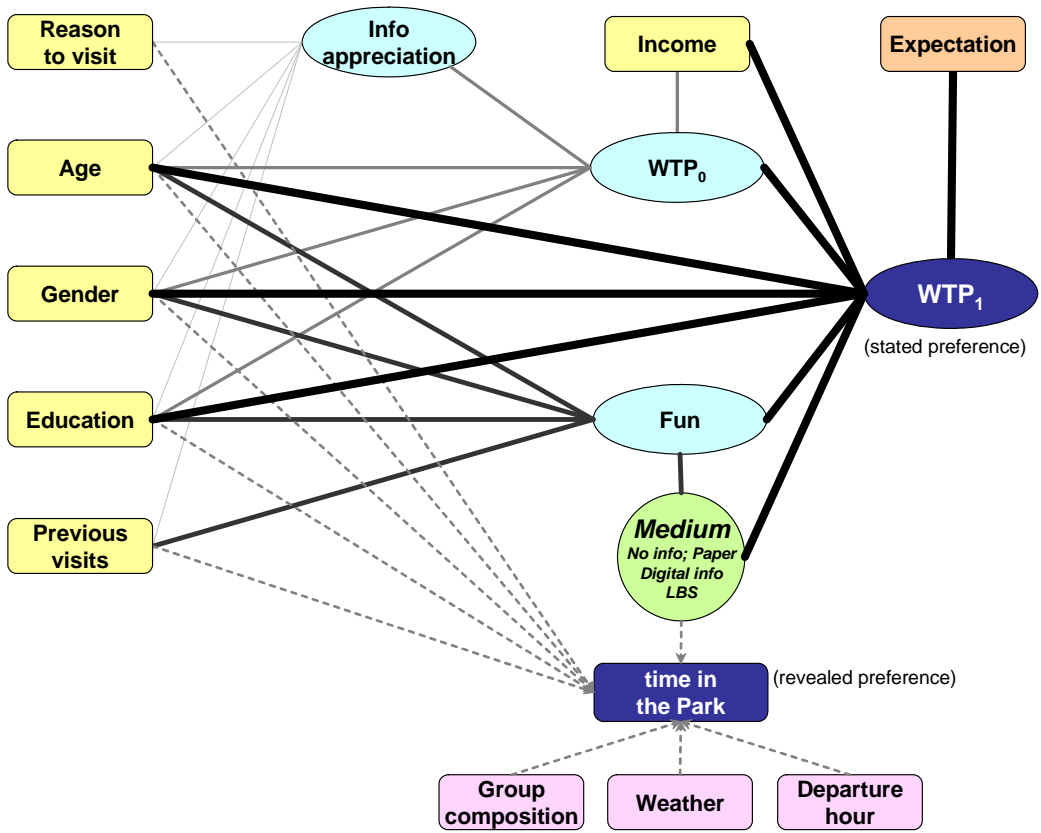 Reason
to visit
Info
appreciation
Income
Expectation
Age
WTP₀
Gender
WTP₁
(stated preference)
Education
Fun
Previous
visits
Medium
No info; Paper
Digital info
LBS
time in
the Park
(revealed preference)
Group
composition
Weather
Departure
hour